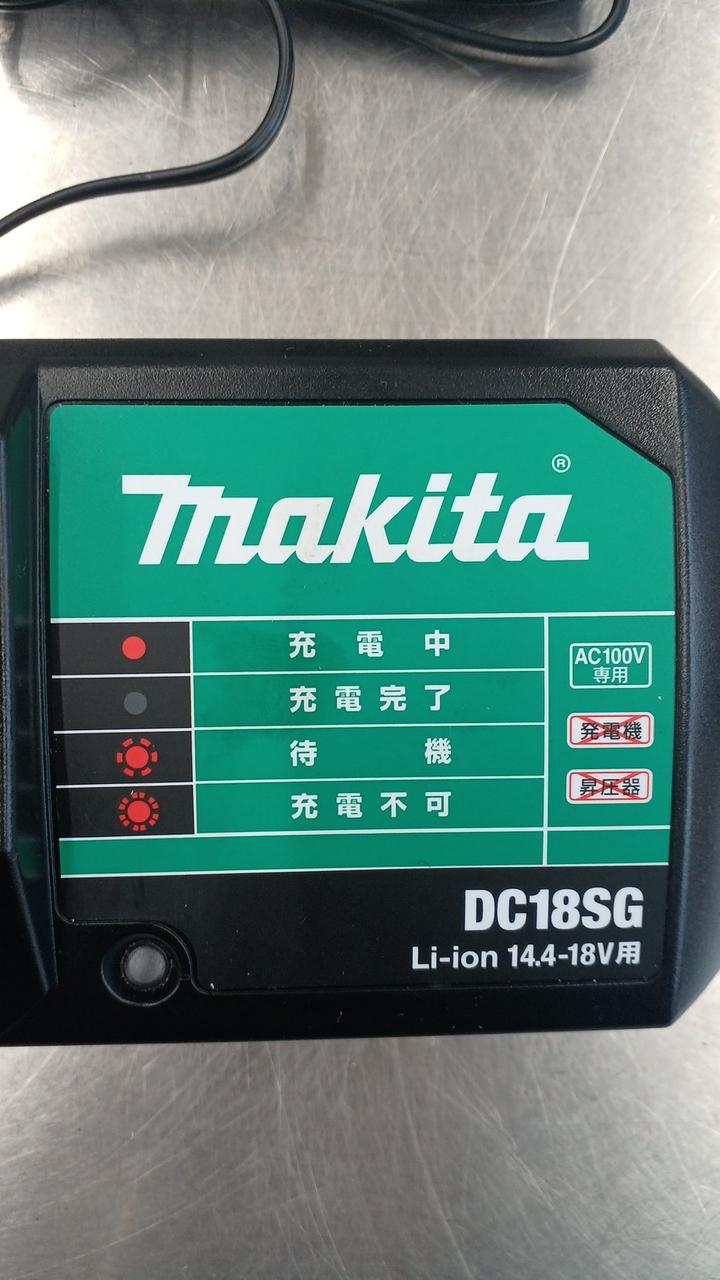 makita®
充電中
充電完了
待機
充電不可
AC100V
専用
発電機
昇圧器
DC18SG
Li-ion 14.4-18V用